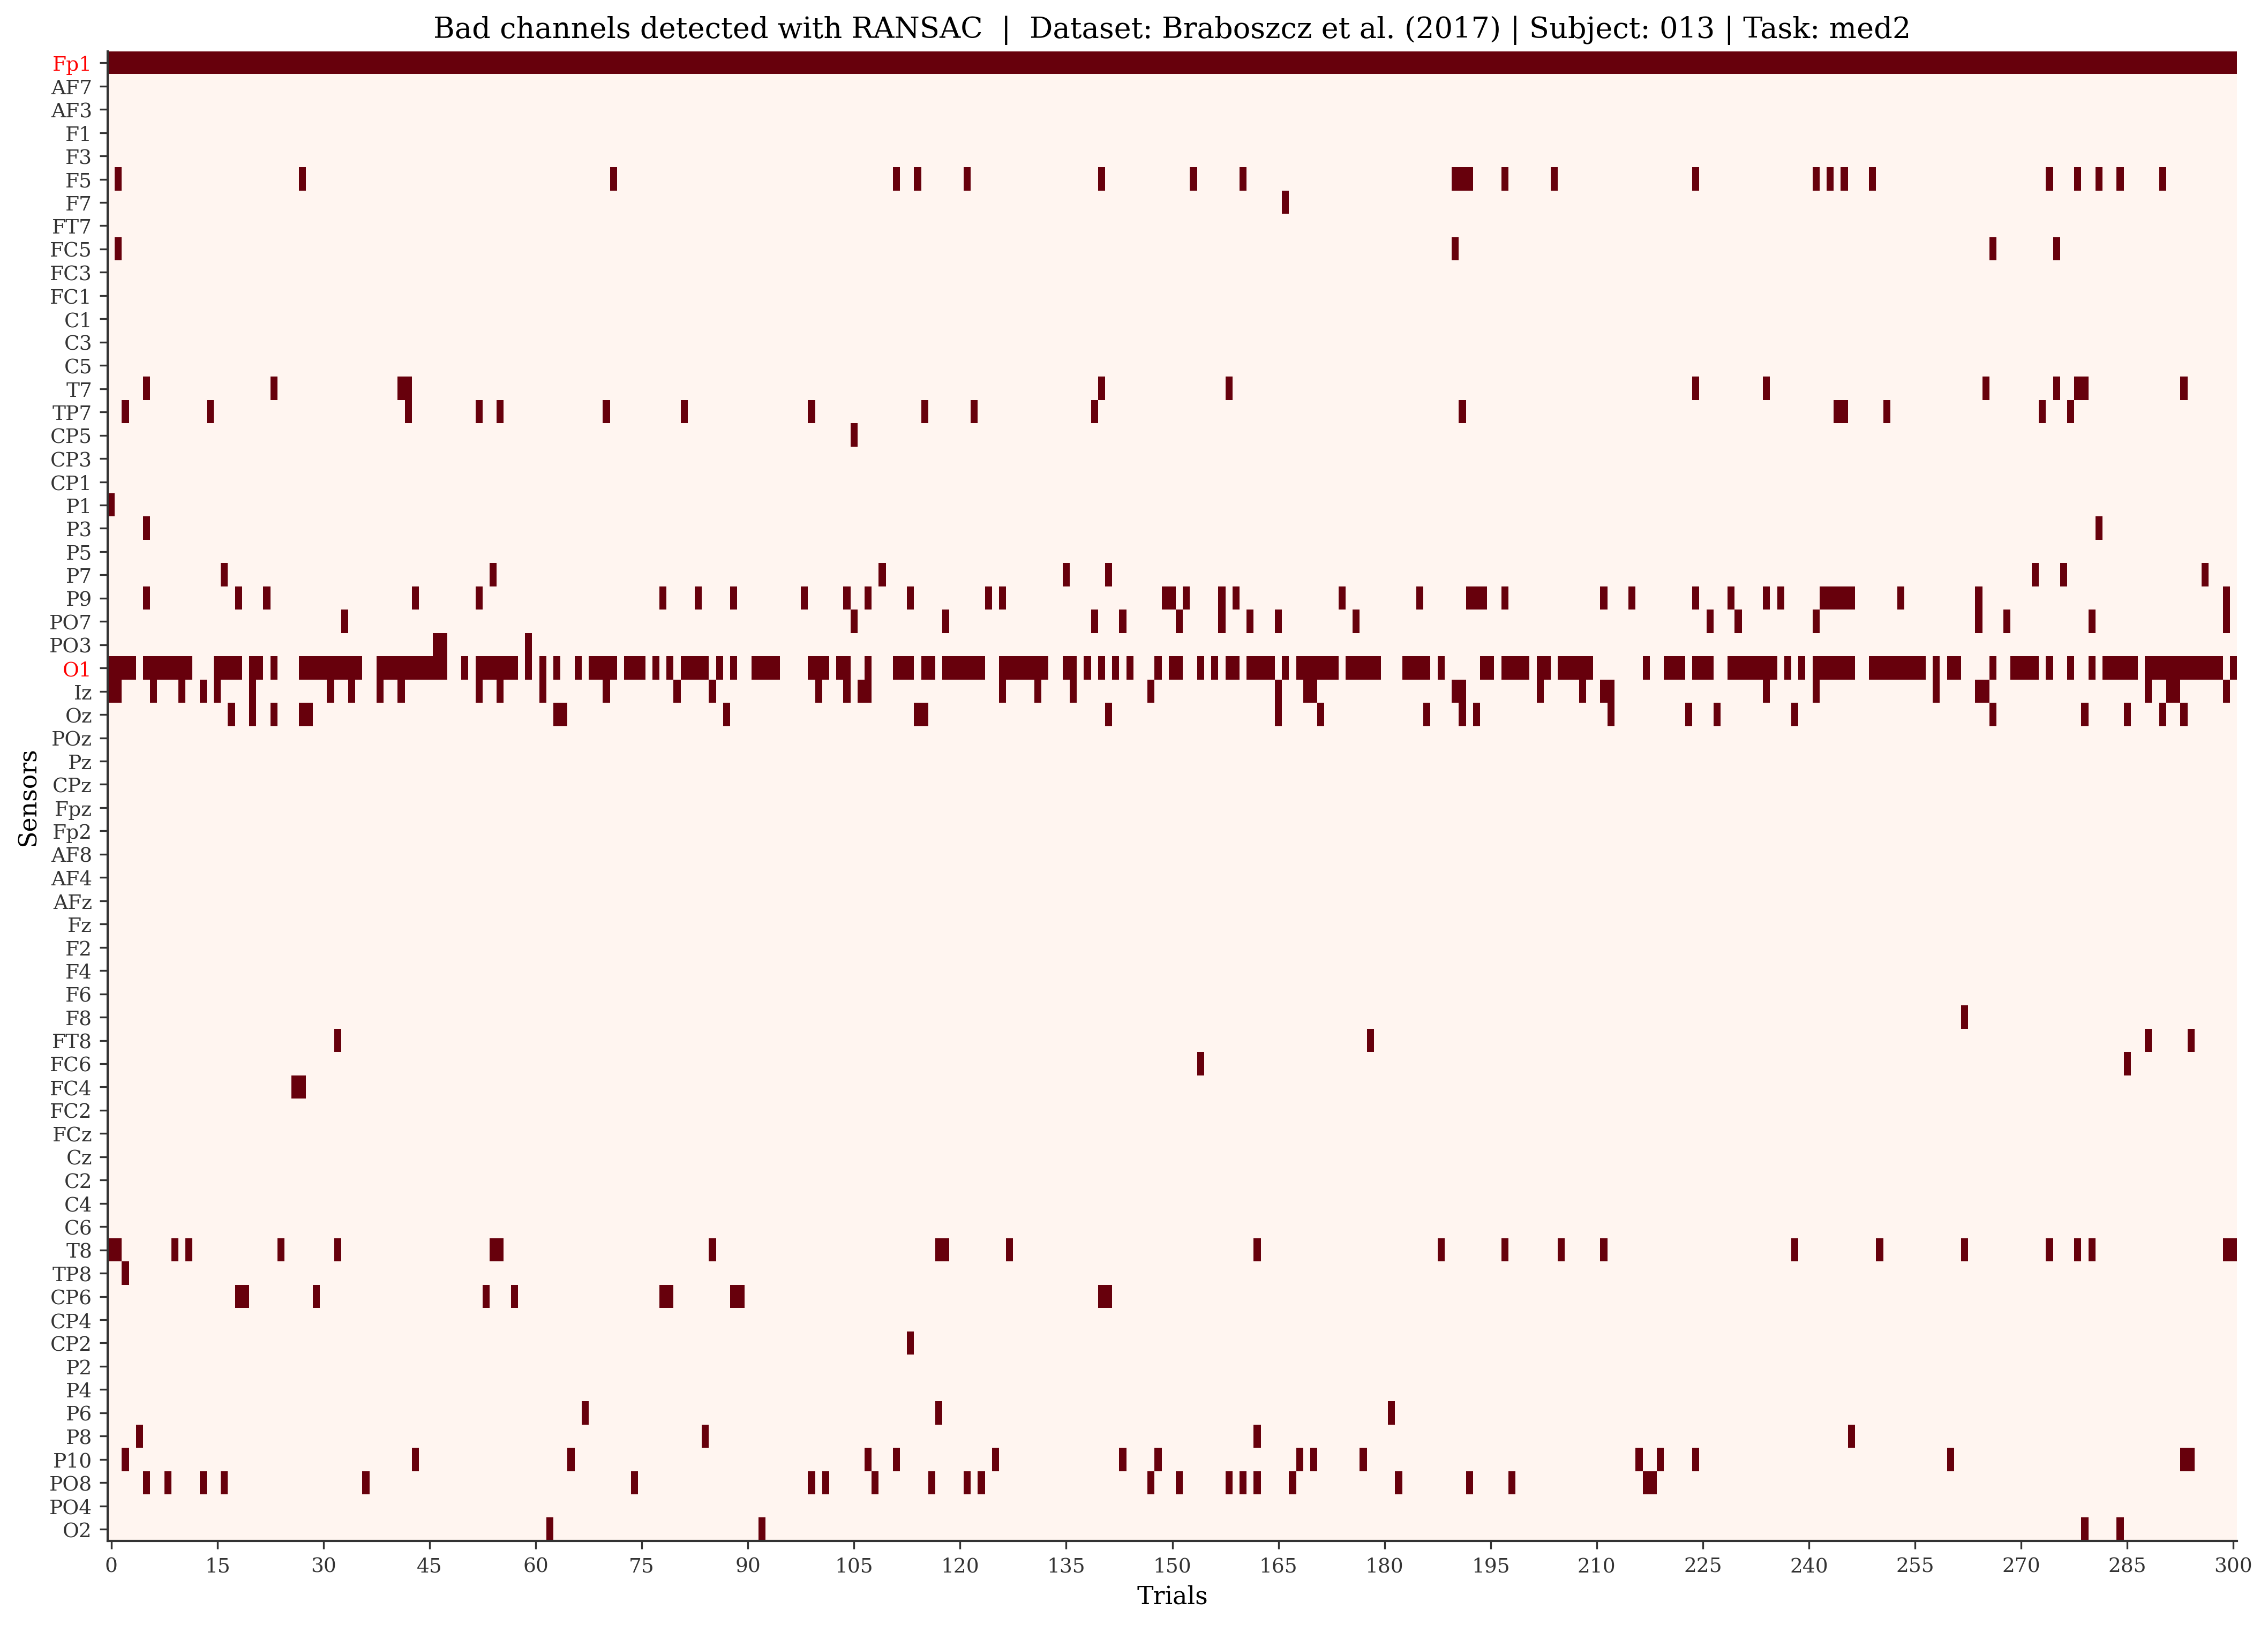 Bad channels detected with RANSAC | Dataset: Braboszcz et al. (2017) | Subject: 013 | Task: med2
Fp1
AF7
AF3
F1
F3
F5
F7
FT7
FC5
FC3
FC1
C1
C3
C5
T7
TP7
CP5
CP3
CP1
P1
P3
P5
P7
P9
PO7
PO3
O1
Iz
Oz
POz
Pz
CPz
Fpz
Fp2
AF8
AF4
AFz
Fz
F2
F4
F6
F8
FT8
FC6
FC4
FC2
FCz
Cz
C2
C4
C6
T8
TP8
CP6
CP4
CP2
P2
P4
P6
P8
P10
PO8
PO4
O2
Sensors
0 15 30 45 60 75 90 105 120 135 150 165 180 195 210 225 240 255 270 285 300
Trials